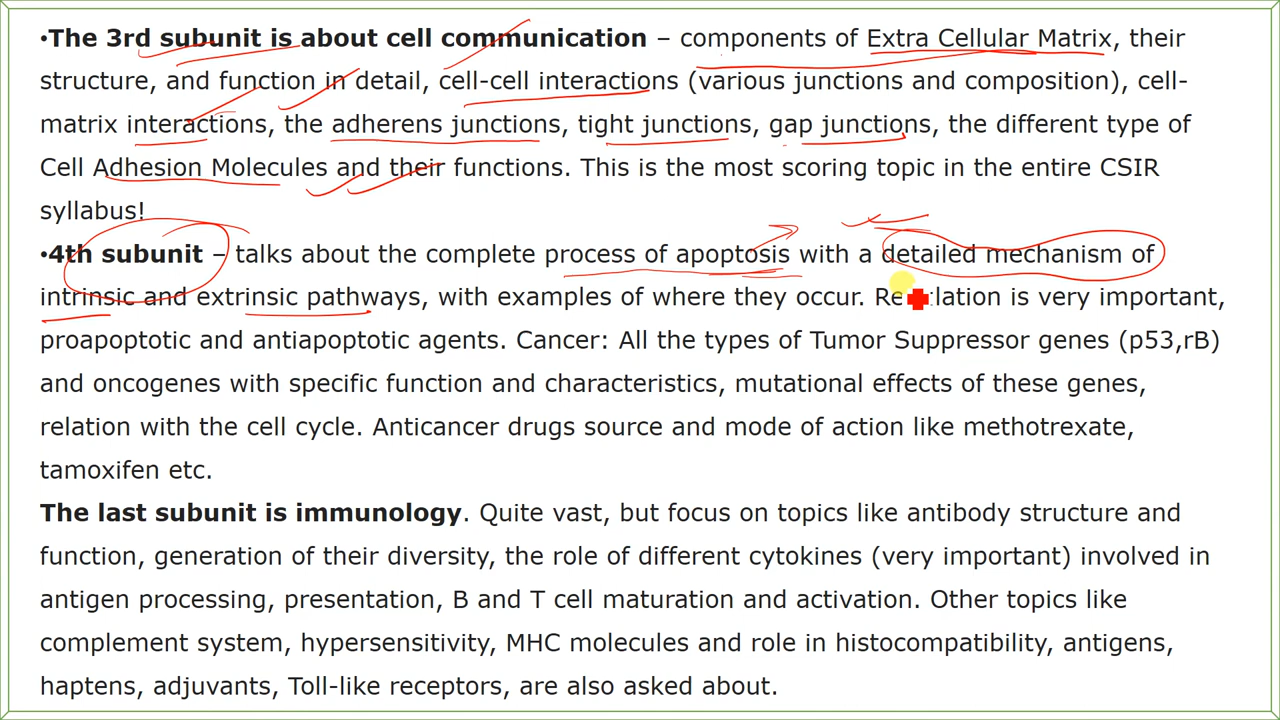 •The 3rd subunit is about cell communication – components of Extra Cellular Matrix, their
structure, and function in detail, cell-cell interactions (various junctions and composition), cell-
matrix interactions, the adherens junctions, tight junctions, gap junctions, the different type of
Cell Adhesion Molecules and their functions. This is the most scoring topic in the entire CSIR
syllabus!
•4th subunit – talks about the complete process of apoptosis with a detailed mechanism of
intrinsic and extrinsic pathways, with examples of where they occur. Regulation is very important,
proapoptotic and antiapoptotic agents. Cancer: All the types of Tumor Suppressor genes (p53,rB)
and oncogenes with specific function and characteristics, mutational effects of these genes,
relation with the cell cycle. Anticancer drugs source and mode of action like methotrexate,
tamoxifen etc.
The last subunit is immunology. Quite vast, but focus on topics like antibody structure and
function, generation of their diversity, the role of different cytokines (very important) involved in
antigen processing, presentation, B and T cell maturation and activation. Other topics like
complement system, hypersensitivity, MHC molecules and role in histocompatibility, antigens,
haptens, adjuvants, Toll-like receptors, are also asked about.